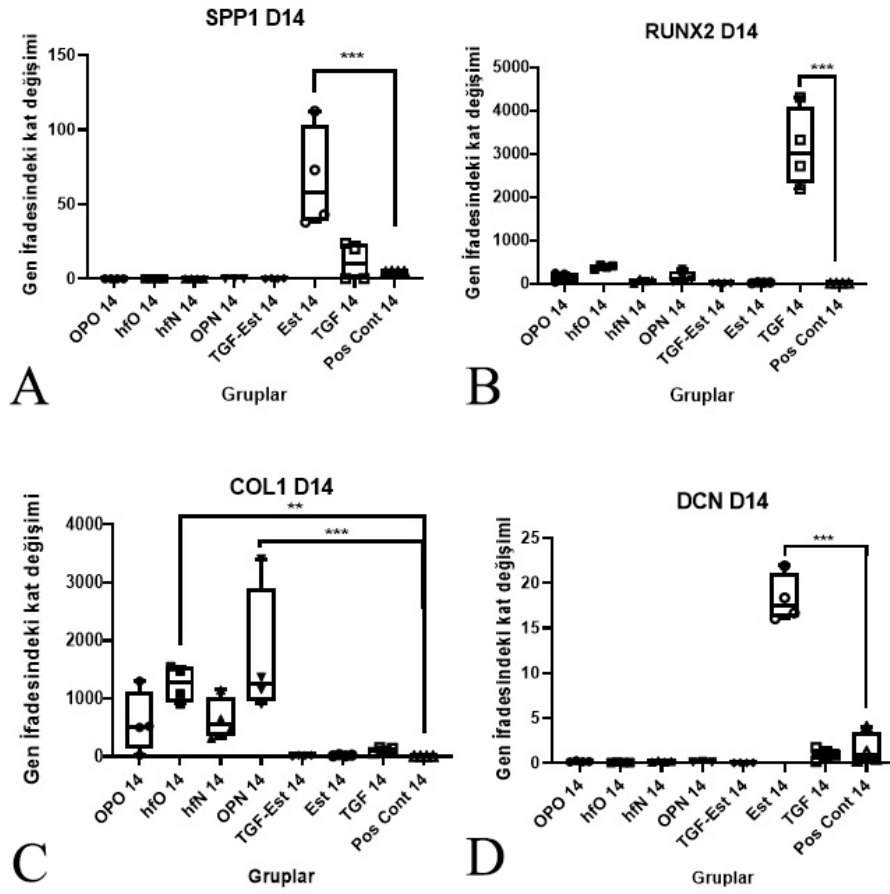 SPP1 D14
Gen İfadesindeki kat değişimi
150
100
50
0
***
OPO 14
hfO 14
hfN 14
OPN 14
TGF-Est 14
Est 14
TGF 14
Pos Cont 14
Gruplar
A
RUNX2 D14
Gen İfadesindeki kat değişimi
5000
4000
3000
2000
1000
0
***
OPO 14
hfO 14
hfN 14
OPN 14
TGF-Est 14
Est 14
TGF 14
Pos Cont 14
Gruplar
B
COL1 D14
Gen İfadesindeki kat değişimi
4000
3000
2000
1000
0
**
***
OPO 14
hfO 14
hfN 14
OPN 14
TGF-Est 14
Est 14
TGF 14
Pos Cont 14
Gruplar
C
DCN D14
Gen İfadesindeki kat değişimi
25
20
15
10
5
0
***
OPO 14
hfO 14
hfN 14
OPN 14
TGF-Est 14
Est 14
TGF 14
Pos Cont 14
Gruplar
D